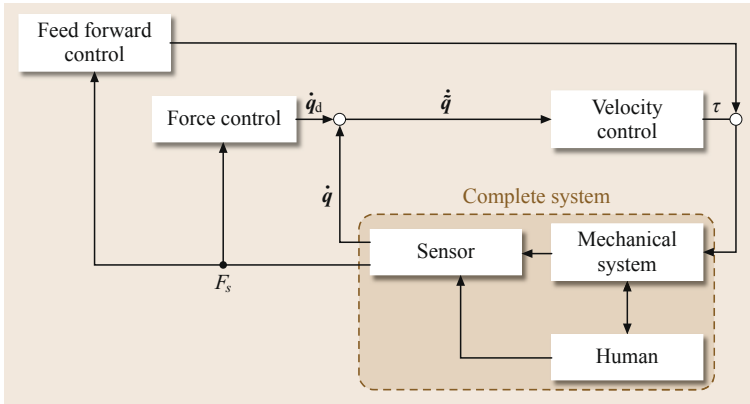 Feed forward
control
Force control
q̇d
q̃̇
Velocity
control
τ
q̇
Complete system
Sensor
Mechanical
system
Fs
Human